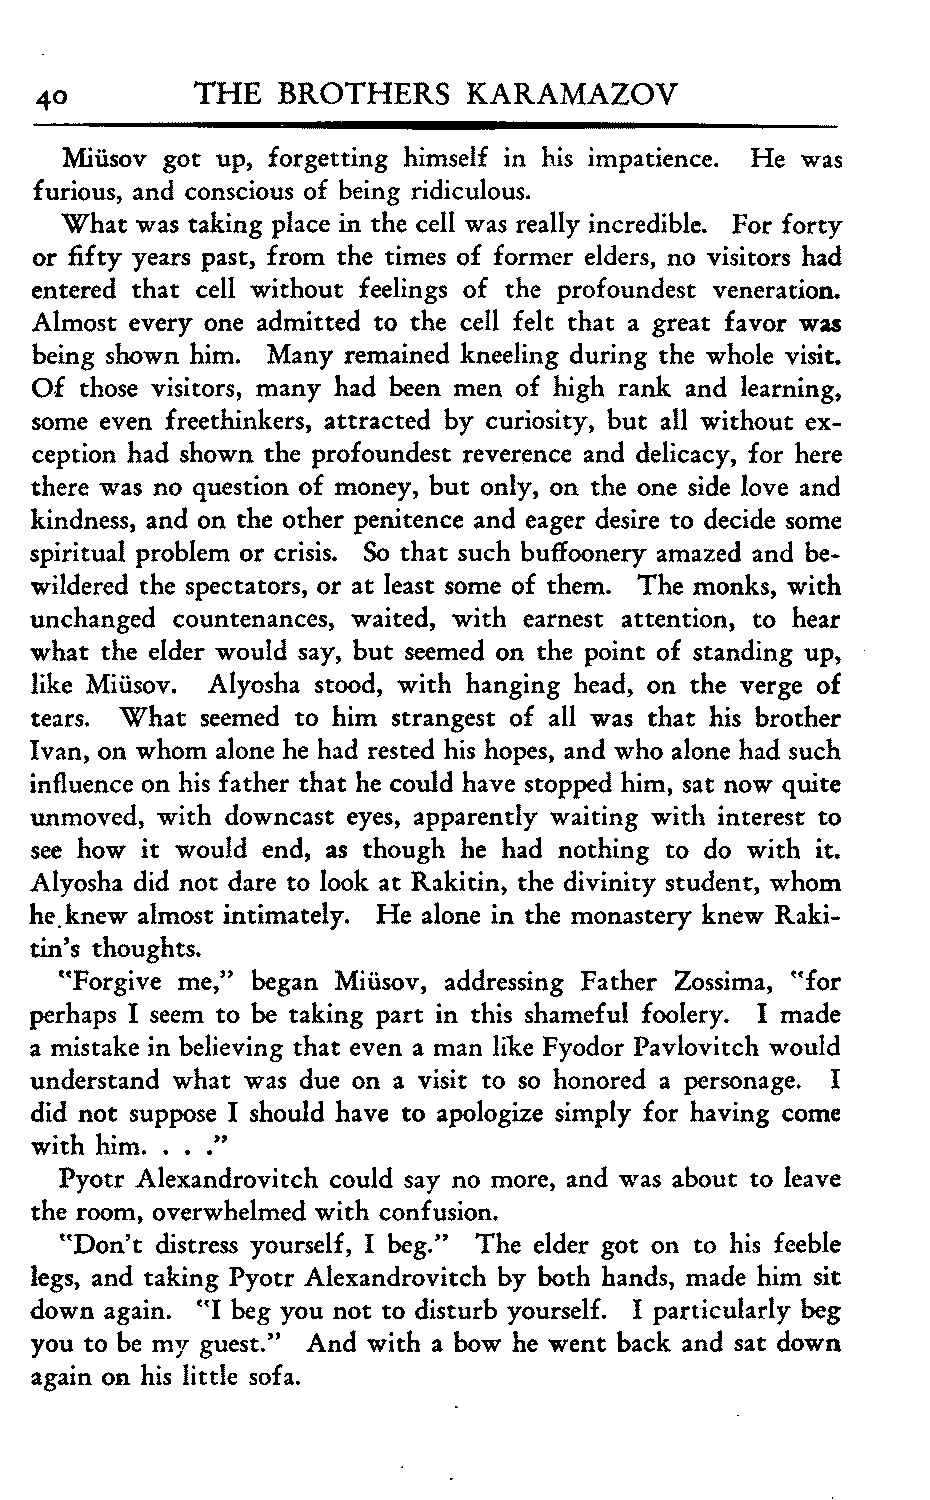 40 THE BROTHERS KARAMAZOV
Miüsov got up, forgetting himself in his impatience. He was
furious, and conscious of being ridiculous.
What was taking place in the cell was really incredible. For forty
or fifty years past, from the times of former elders, no visitors had
entered that cell without feelings of the profoundest veneration.
Almost every one admitted to the cell felt that a great favor was
being shown him. Many remained kneeling during the whole visit.
Of those visitors, many had been men of high rank and learning,
some even freethinkers, attracted by curiosity, but all without ex-
ception had shown the profoundest reverence and delicacy, for here
there was no question of money, but only, on the one side love and
kindness, and on the other penitence and eager desire to decide some
spiritual problem or crisis. So that such buffoonery amazed and be-
wildered the spectators, or at least some of them. The monks, with
unchanged countenances, waited, with earnest attention, to hear
what the elder would say, but seemed on the point of standing up,
like Miüsov. Alyosha stood, with hanging head, on the verge of
tears. What seemed to him strangest of all was that his brother
Ivan, on whom alone he had rested his hopes, and who alone had such
influence on his father that he could have stopped him, sat now quite
unmoved, with downcast eyes, apparently waiting with interest to
see how it would end, as though he had nothing to do with it.
Alyosha did not dare to look at Rakitin, the divinity student, whom
he knew almost intimately. He alone in the monastery knew Raki-
tin's thoughts.
"Forgive me," began Miüsov, addressing Father Zossima, "for
perhaps I seem to be taking part in this shameful foolery. I made
a mistake in believing that even a man like Fyodor Pavlovitch would
understand what was due on a visit to so honored a personage. I
did not suppose I should have to apologize simply for having come
with him. . . ."
Pyotr Alexandrovitch could say no more, and was about to leave
the room, overwhelmed with confusion.
"Don't distress yourself, I beg." The elder got on to his feeble
legs, and taking Pyotr Alexandrovitch by both hands, made him sit
down again. "I beg you not to disturb yourself. I particularly beg
you to be my guest." And with a bow he went back and sat down
again on his little sofa.